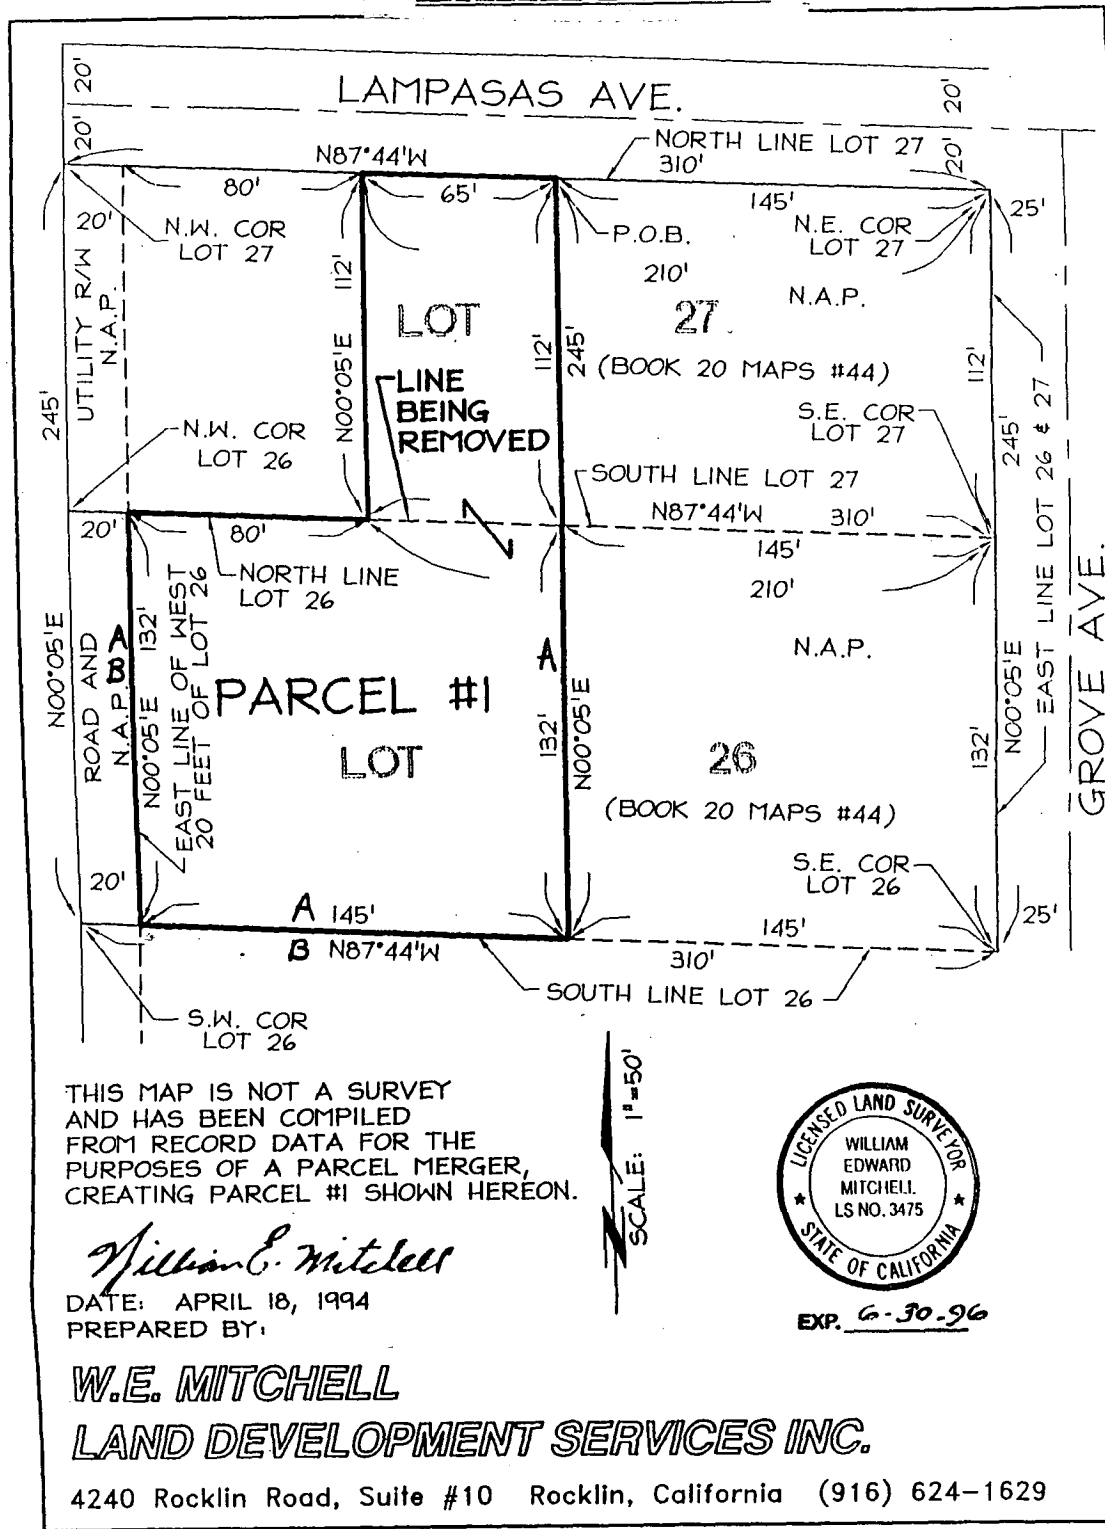 20'
LAMPASAS AVE.
20'
20'
N87°44'W
NORTH LINE LOT 27
310'
20'
80'
65'
145'
25'
20'
N.W. COR
LOT 27
P.O.B.
N.E. COR
LOT 27
210'
N.A.P.
UTILITY R/W
N.A.P.
112'
LOT
27
112'
245'
(BOOK 20 MAPS #44)
112'
N00°05'E
LINE
BEING
REMOVED
245'
N.W. COR
LOT 26
S.E. COR
LOT 27
245'
EAST LINE LOT 26 & 27
SOUTH LINE LOT 27
N87°44'W
310'
20'
80'
145'
NORTH LINE
LOT 26
210'
N00°05'E
ROAD AND
N.A.P.
A
B
132'
N00°05'E
EAST LINE OF WEST
20 FEET OF LOT 26
PARCEL #1
LOT
A
132'
N00°05'E
N.A.P.
26
(BOOK 20 MAPS #44)
132'
N00°05'E
GROVE AVE.
S.E. COR
LOT 26
20'
A 145'
B N87°44'W
145'
25'
310'
SOUTH LINE LOT 26
S.W. COR
LOT 26
THIS MAP IS NOT A SURVEY
AND HAS BEEN COMPILED
FROM RECORD DATA FOR THE
PURPOSES OF A PARCEL MERGER,
CREATING PARCEL #1 SHOWN HEREON.
SCALE: 1"=50'
LICENSED LAND SURVEYOR
WILLIAM
EDWARD
MITCHELL
LS NO. 3475
STATE OF CALIFORNIA
William E. Mitchell
DATE: APRIL 18, 1994
PREPARED BY:
EXP. 6-30-96
W.E. MITCHELL
LAND DEVELOPMENT SERVICES INC.
4240 Rocklin Road, Suite #10 Rocklin, California (916) 624-1629